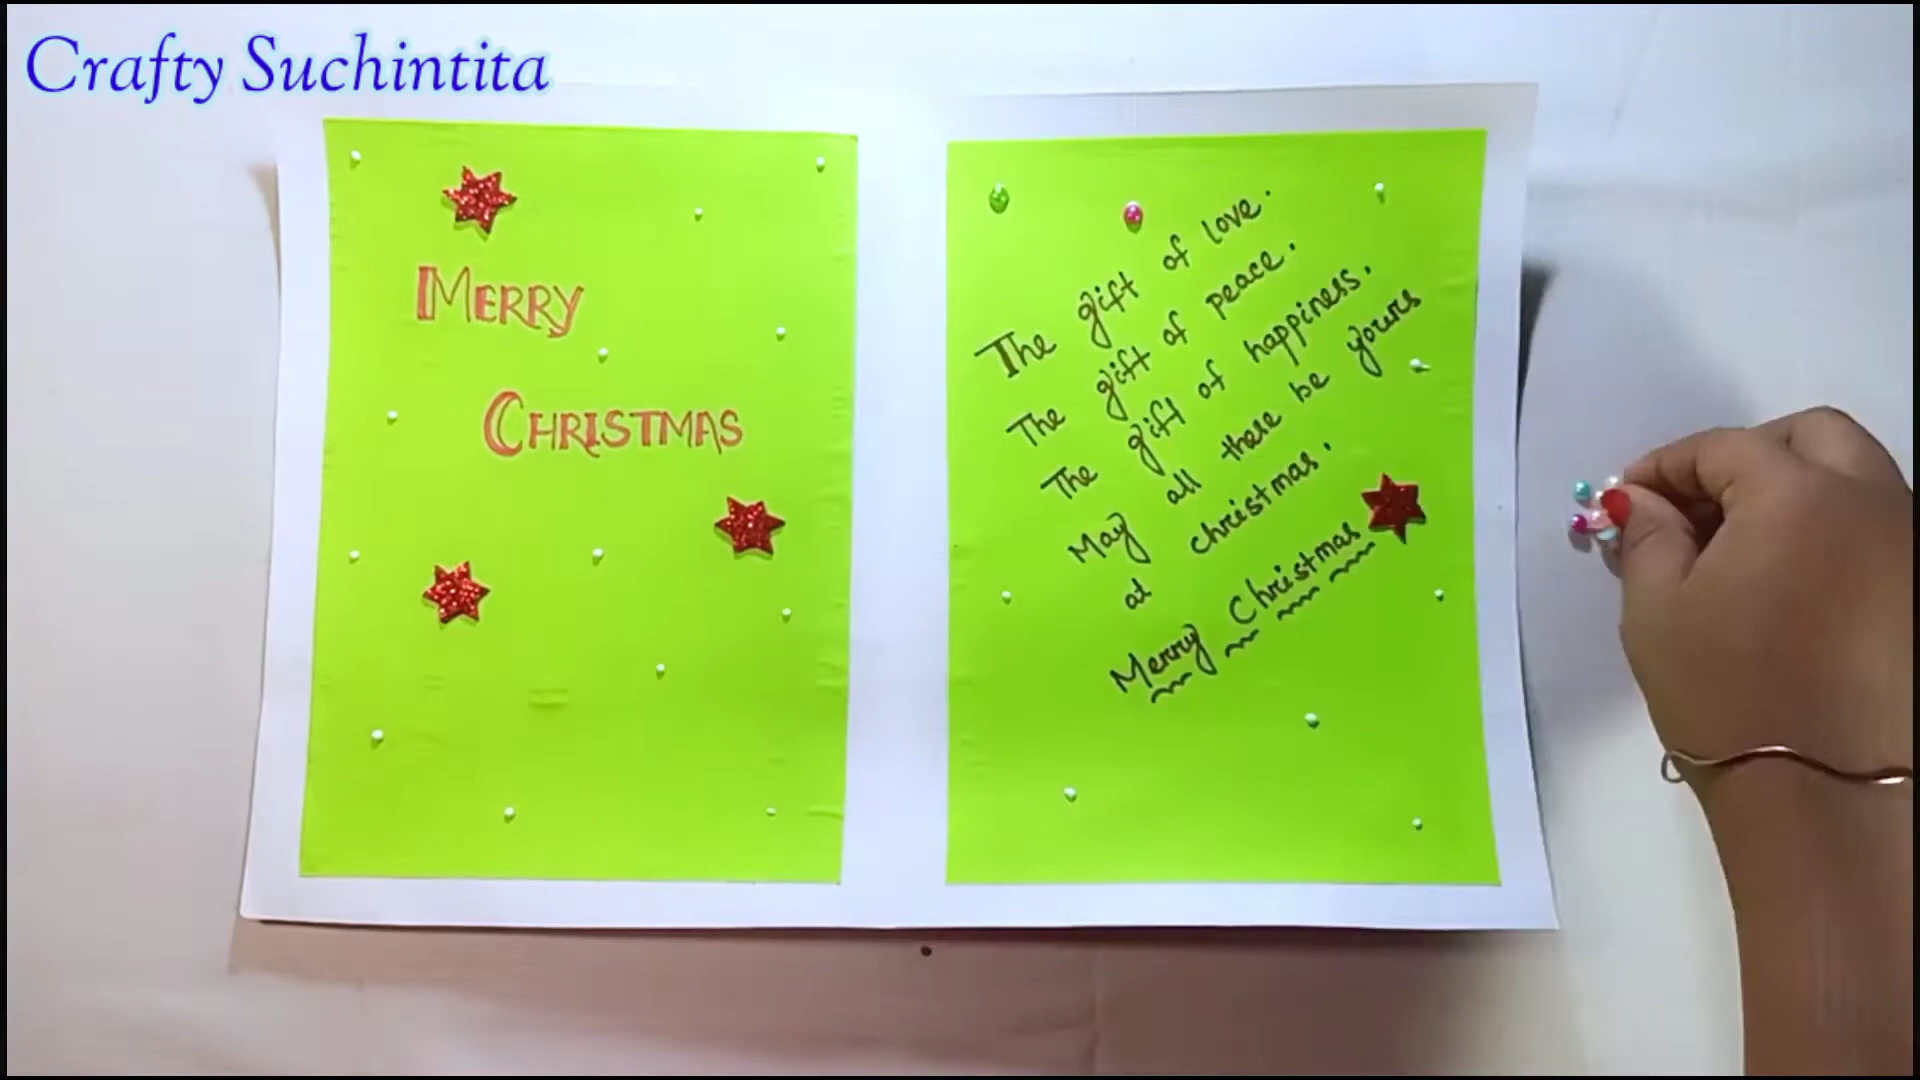 Crafty Suchintita
MERRY
CHRISTMAS
The gift of love.
The gift of peace.
The gift of happiness.
May all these be yours
at christmas.
Merry Christmas